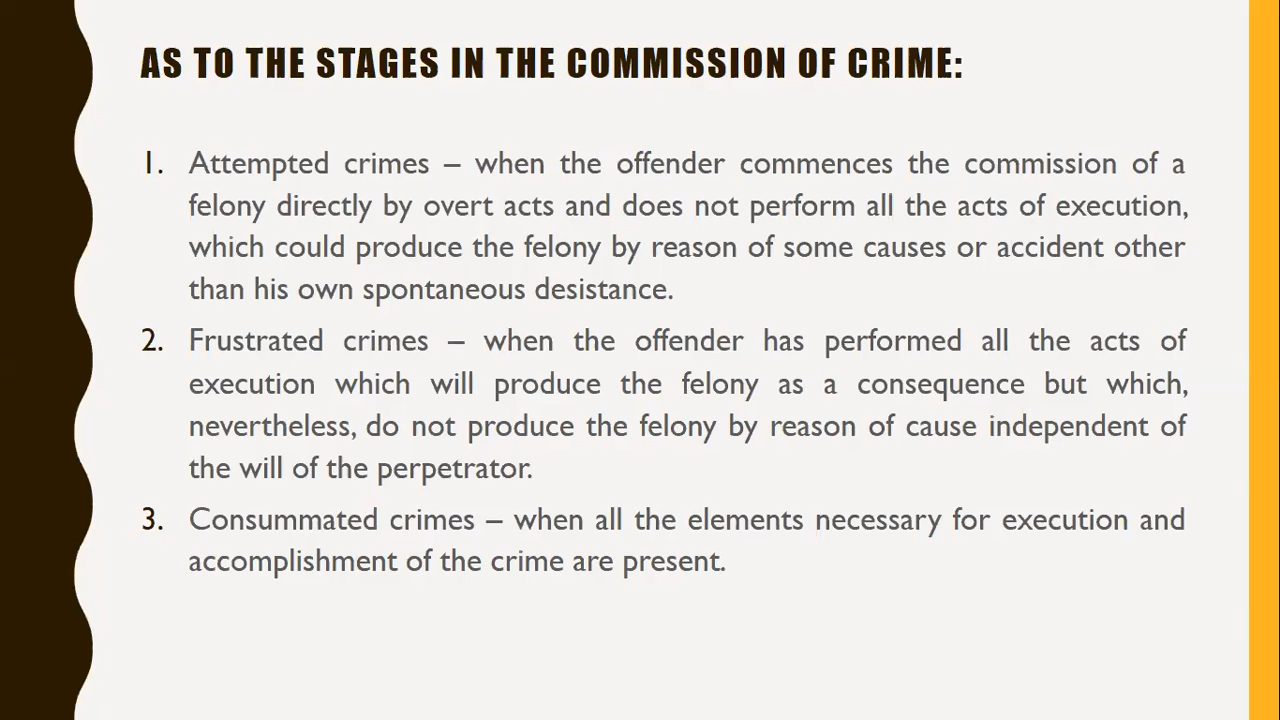 AS TO THE STAGES IN THE COMMISSION OF CRIME:
1. Attempted crimes – when the offender commences the commission of a
felony directly by overt acts and does not perform all the acts of execution,
which could produce the felony by reason of some causes or accident other
than his own spontaneous desistance.
2. Frustrated crimes – when the offender has performed all the acts of
execution which will produce the felony as a consequence but which,
nevertheless, do not produce the felony by reason of cause independent of
the will of the perpetrator.
3. Consummated crimes – when all the elements necessary for execution and
accomplishment of the crime are present.